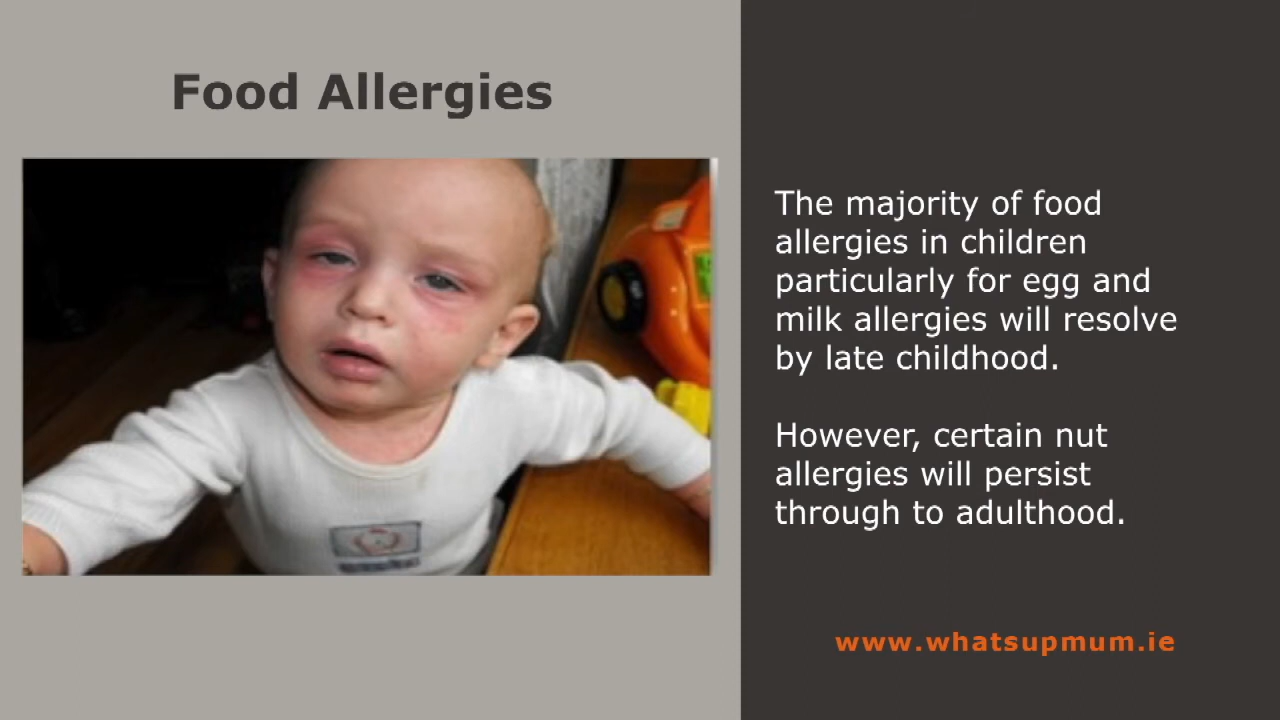 Food Allergies
The majority of food
allergies in children
particularly for egg and
milk allergies will resolve
by late childhood.
However, certain nut
allergies will persist
through to adulthood.
www.whatsupmum.ie